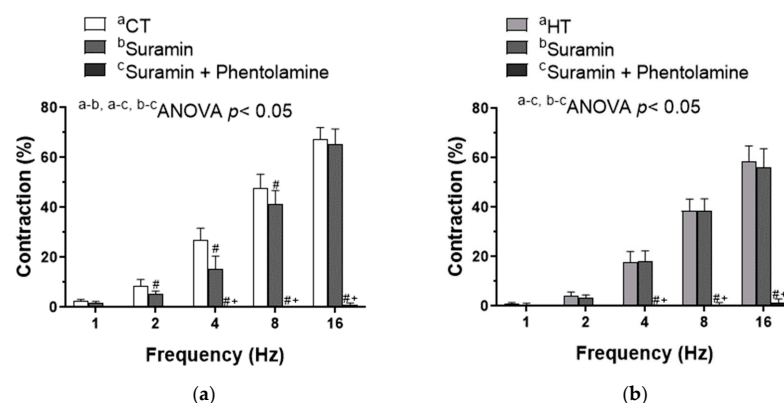 ᵃCT
ᵇSuramin
ᶜSuramin + Phentolamine
ᵃ⁻ᵇ, ᵃ⁻ᶜ, ᵇ⁻ᶜANOVA p< 0.05
Contraction (%)
80
60
40
20
0
# # # #+ #+ #+
1 2 4 8 16
Frequency (Hz)
(a)
ᵃHT
ᵇSuramin
ᶜSuramin + Phentolamine
ᵃ⁻ᶜ, ᵇ⁻ᶜANOVA p< 0.05
Contraction (%)
80
60
40
20
0
#+ #+ #+
1 2 4 8 16
Frequency (Hz)
(b)